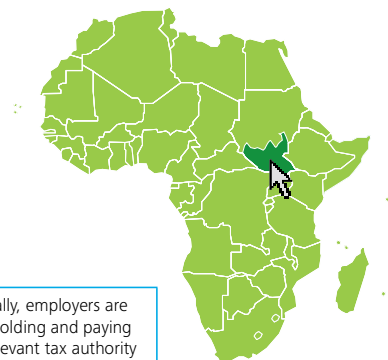 ally, employers are
olding and paying
evant tax authority